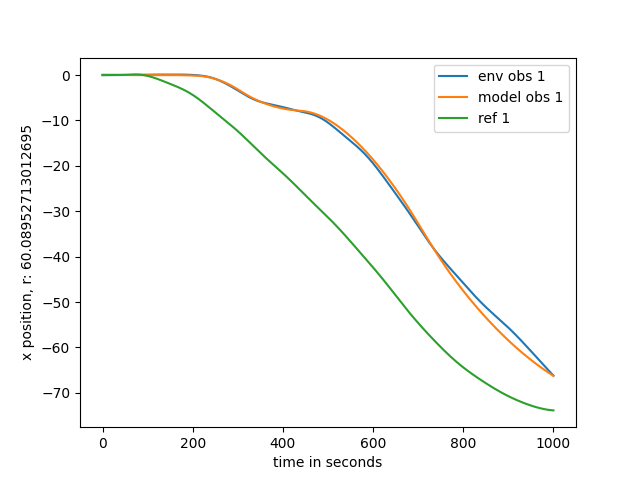 env obs 1
model obs 1
ref 1
0
−10
−20
−30
−40
−50
−60
−70
x position, r: 60.08952713012695
0 200 400 600 800 1000
time in seconds